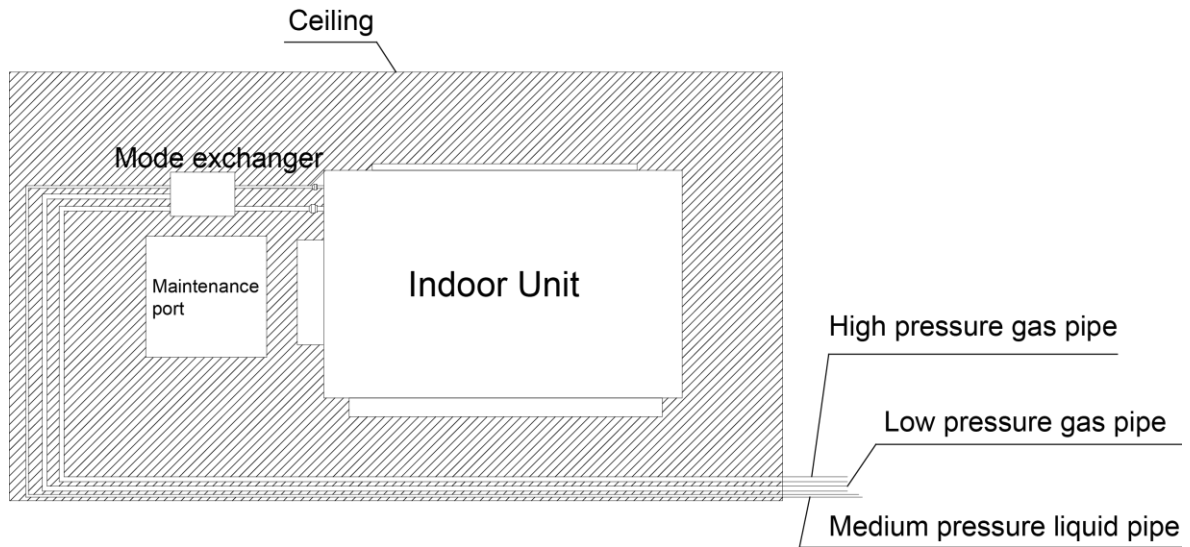 Ceiling
Mode exchanger
Maintenance
port
Indoor Unit
High pressure gas pipe
Low pressure gas pipe
Medium pressure liquid pipe